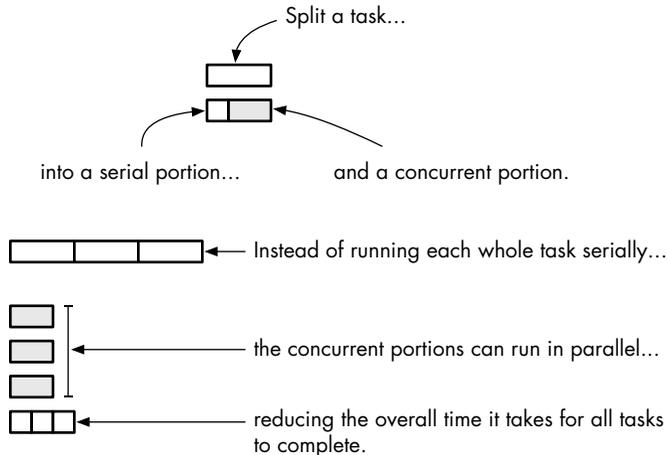 Split a task...
into a serial portion...
and a concurrent portion.
Instead of running each whole task serially...
the concurrent portions can run in parallel...
reducing the overall time it takes for all tasks
to complete.